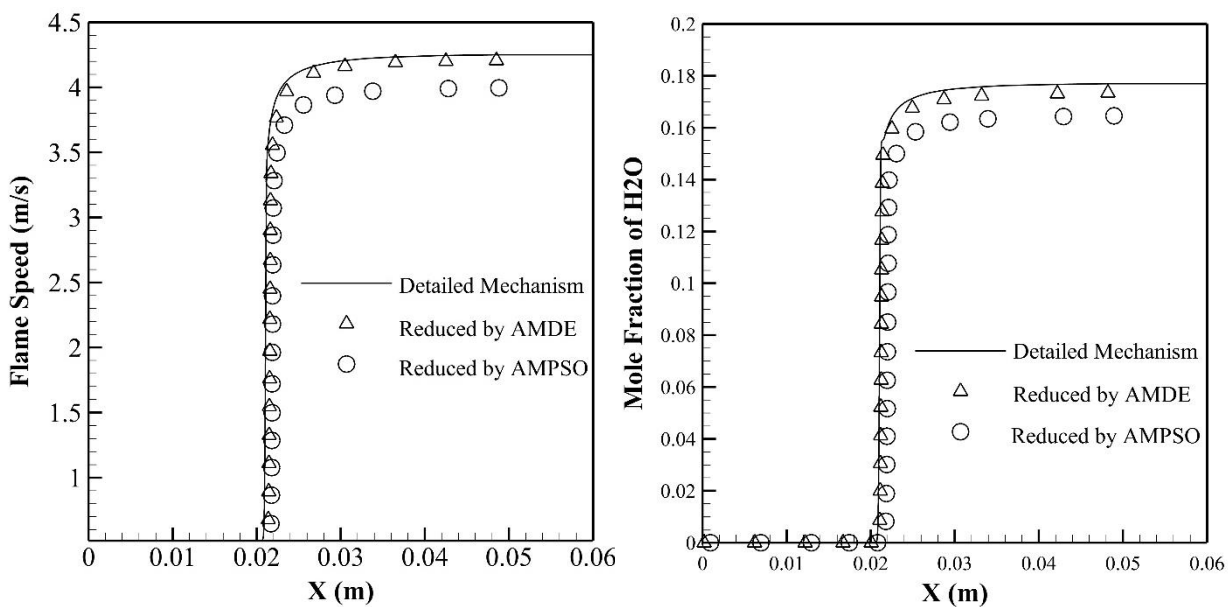 4.5
4
3.5
3
2.5
2
1.5
1
Flame Speed (m/s)
Detailed Mechanism
Reduced by AMDE
Reduced by AMPSO
0 0.01 0.02 0.03 0.04 0.05 0.06
X (m)
0.2
0.18
0.16
0.14
0.12
0.1
0.08
0.06
0.04
0.02
0
Mole Fraction of H2O
Detailed Mechanism
Reduced by AMDE
Reduced by AMPSO
0 0.01 0.02 0.03 0.04 0.05 0.06
X (m)